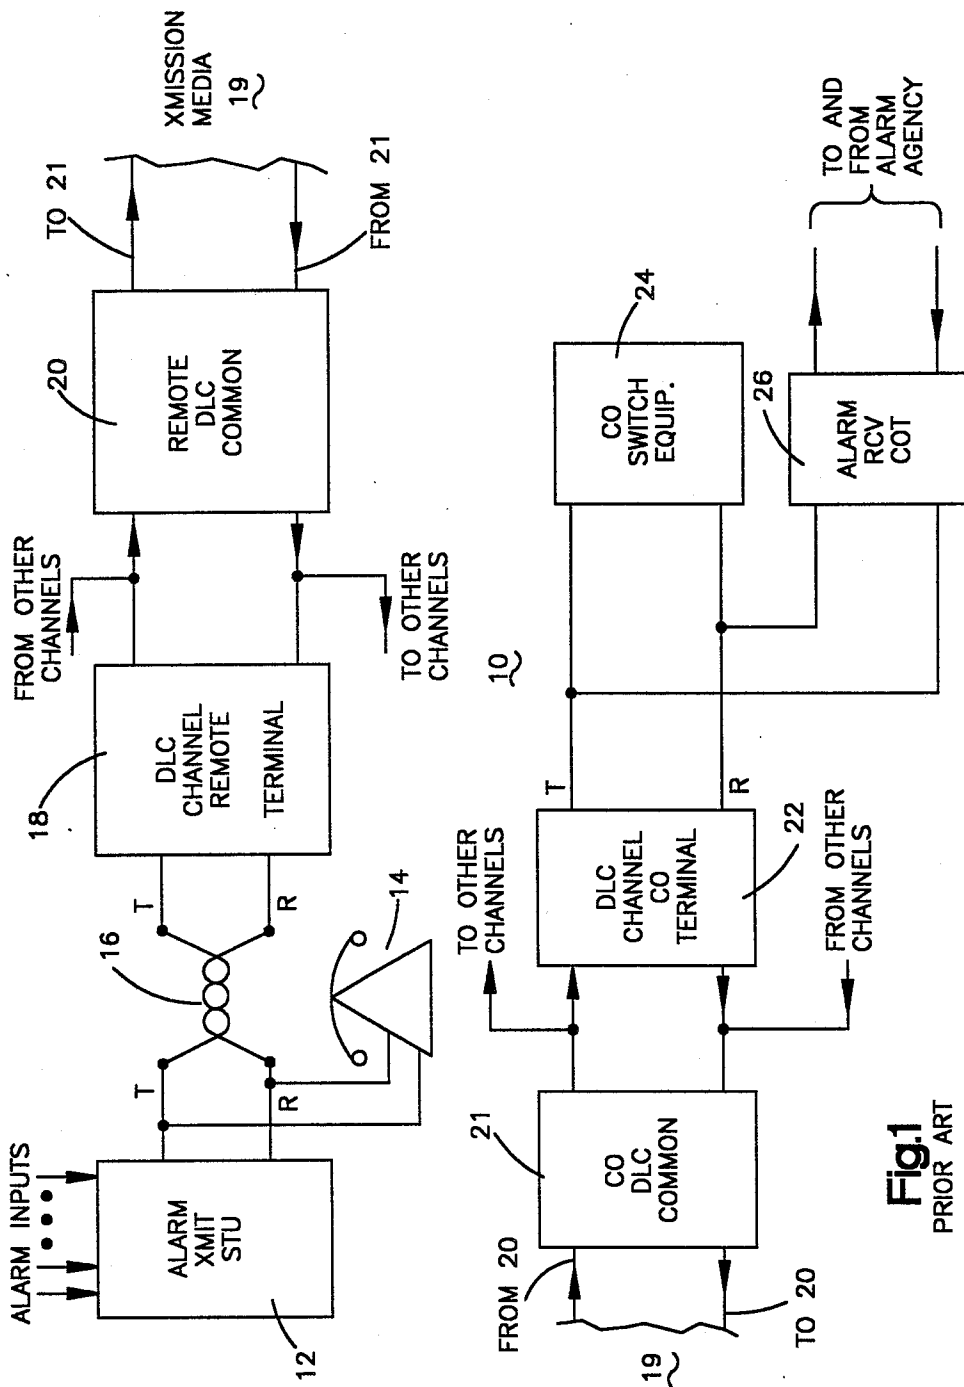 ALARM INPUTS
ALARM
XMIT
STU
12
T
R
16
14
T
R
18
DLC
CHANNEL
REMOTE
TERMINAL
FROM OTHER
CHANNELS
TO OTHER
CHANNELS
20
REMOTE
DLC
COMMON
TO 21
FROM 21
XMISSION
MEDIA
19
19
FROM 20
TO 20
21
CO
DLC
COMMON
TO OTHER
CHANNELS
FROM OTHER
CHANNELS
DLC
CHANNEL
CO
TERMINAL
22
T
R
10
CO
SWITCH
EQUIP.
24
ALARM
RCV
COT
26
TO AND
FROM
ALARM
AGENCY
Fig.1
PRIOR ART